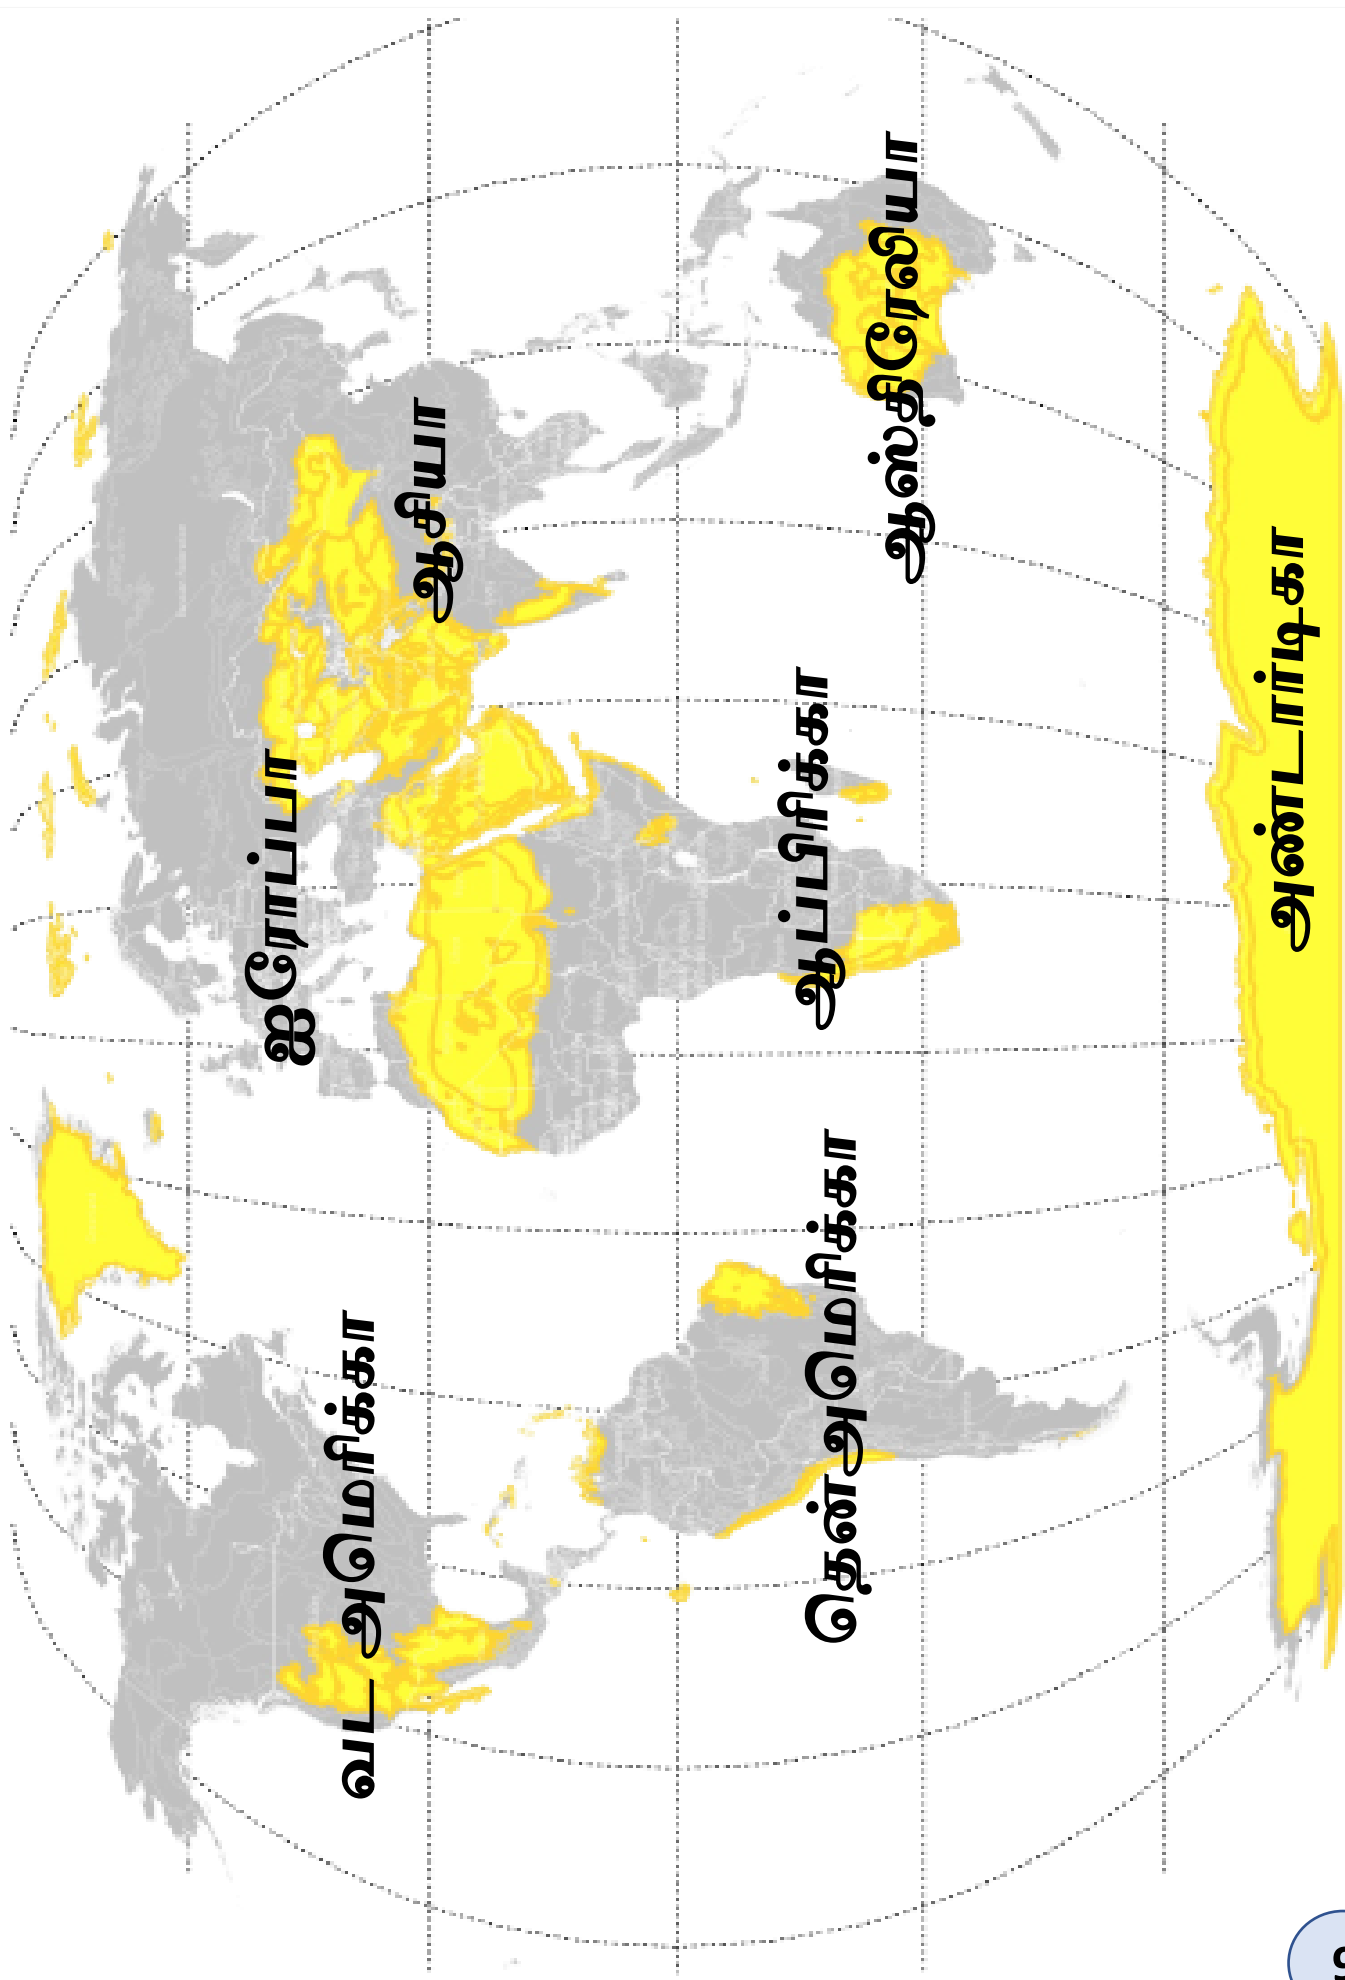 வட அமெரிக்கா
ஐரோப்பா
ஆசியா
தென்அமெரிக்கா
ஆப்பிரிக்கா
ஆஸ்திரேலியா
அண்டார்டிகா